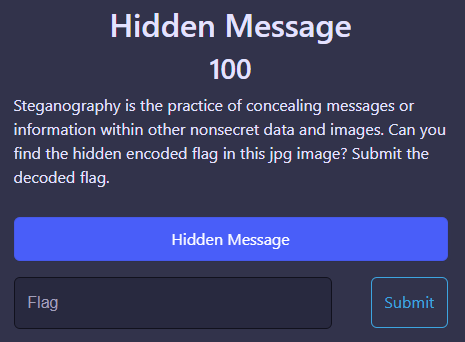 Hidden Message
100
Steganography is the practice of concealing messages or
information within other nonsecret data and images. Can you
find the hidden encoded flag in this jpg image? Submit the
decoded flag.
Hidden Message
Flag
Submit